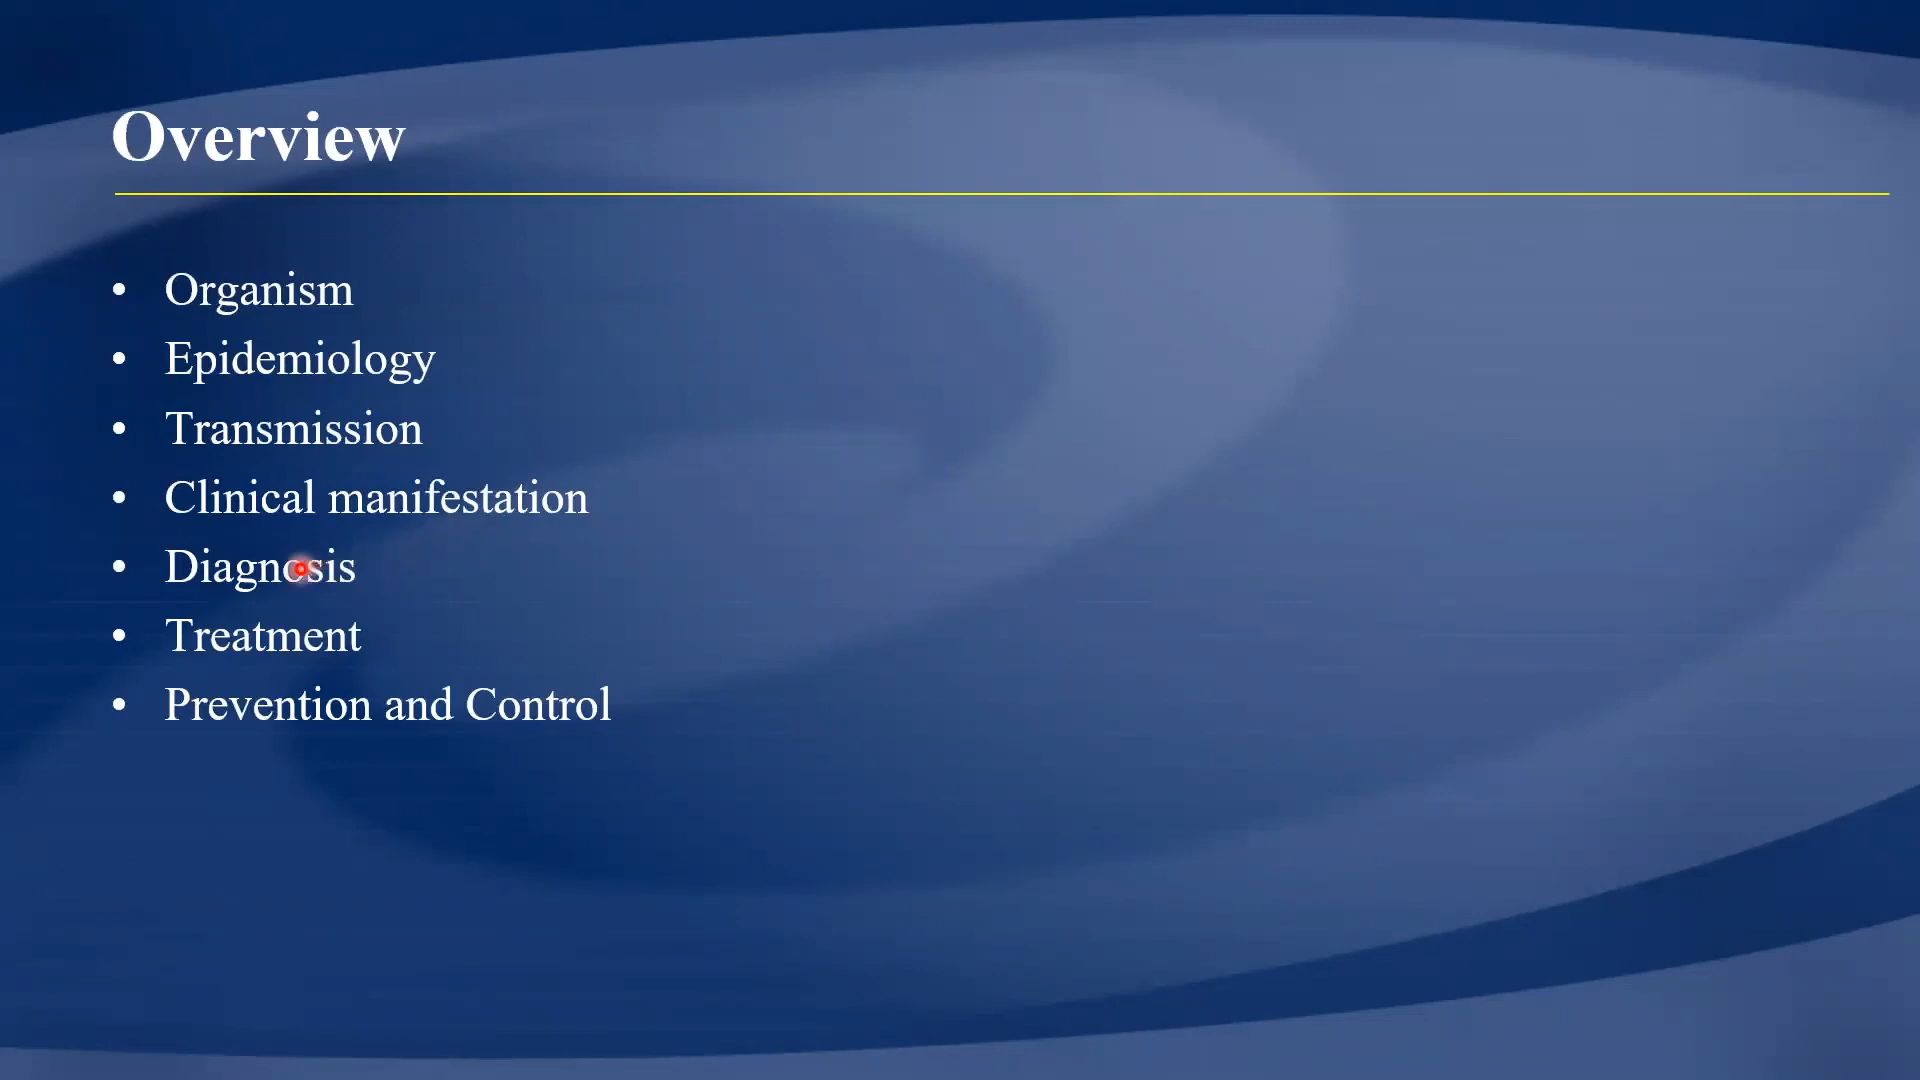 Overview
• Organism
• Epidemiology
• Transmission
• Clinical manifestation
• Diagnosis
• Treatment
• Prevention and Control